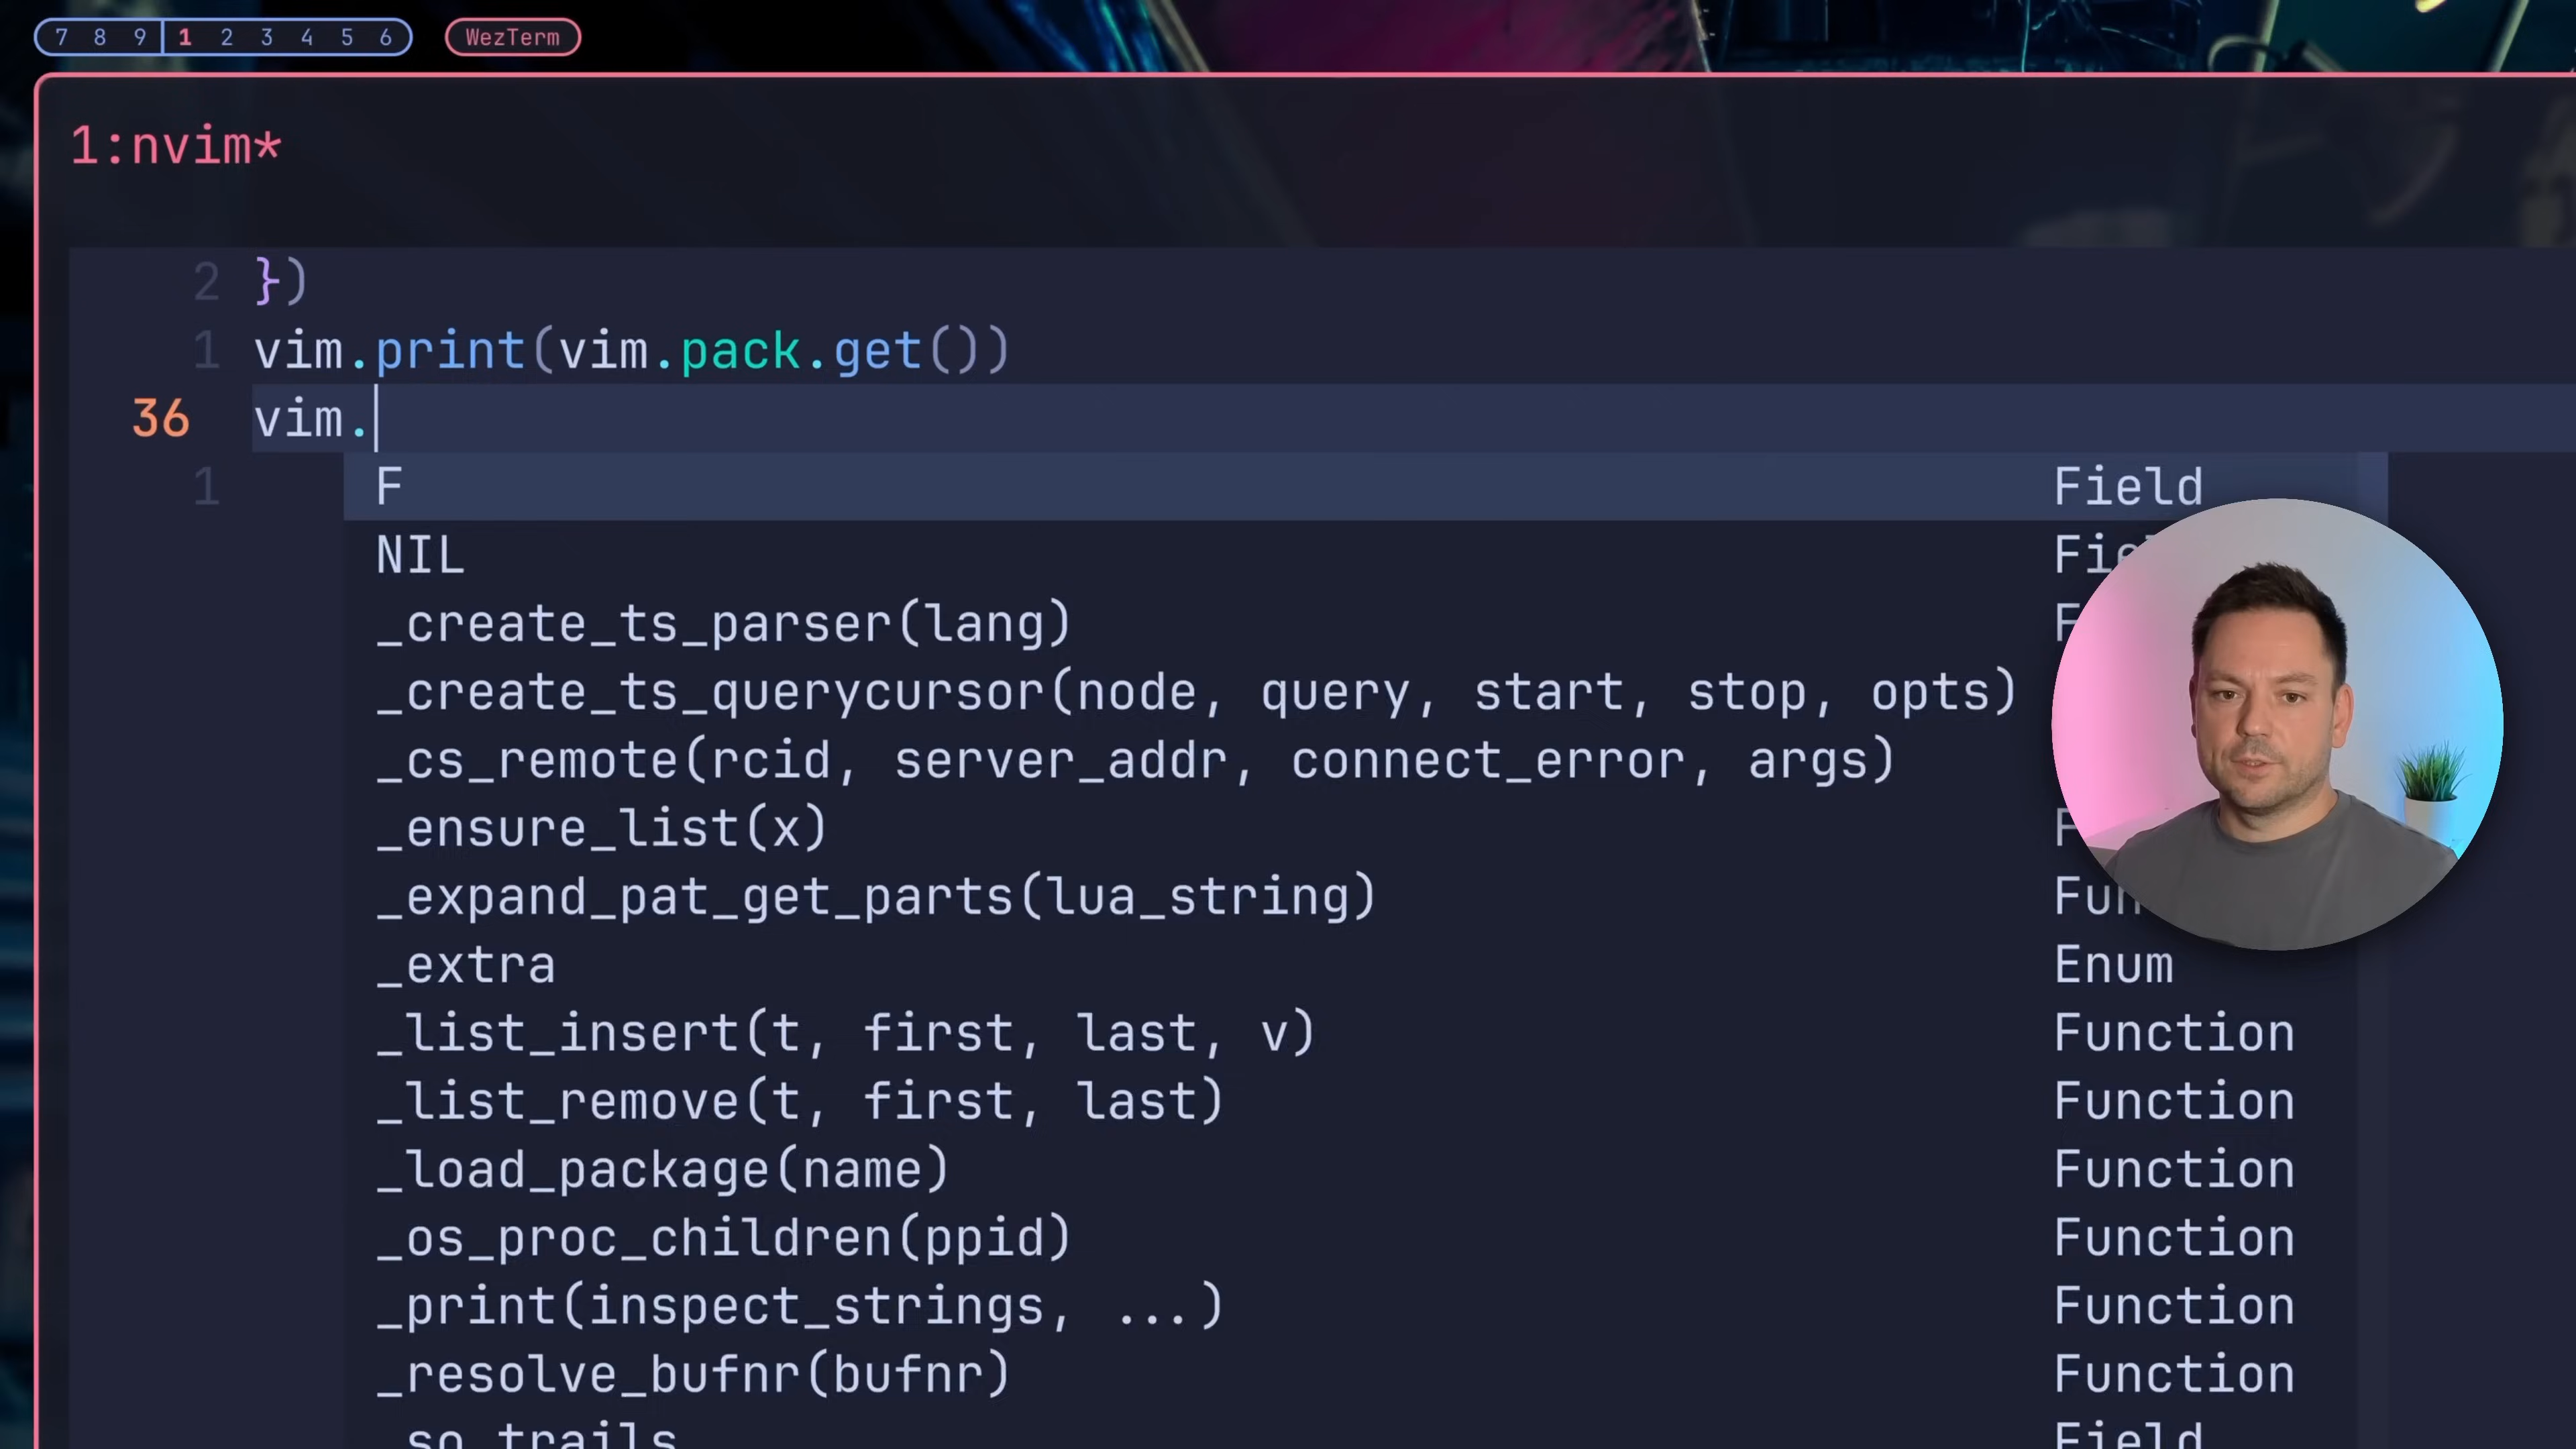 7 8 9 1 2 3 4 5 6 WezTerm
1:nvim*
2 })
1 vim.print(vim.pack.get())
36 vim.
1 F Field
NIL
_create_ts_parser(lang)
_create_ts_querycursor(node, query, start, stop, opts)
_cs_remote(rcid, server_addr, connect_error, args)
_ensure_list(x)
_expand_pat_get_parts(lua_string)
_extra Enum
_list_insert(t, first, last, v) Function
_list_remove(t, first, last) Function
_load_package(name) Function
_os_proc_children(ppid) Function
_print(inspect_strings, ...) Function
_resolve_bufnr(bufnr) Function
_so_trails Field